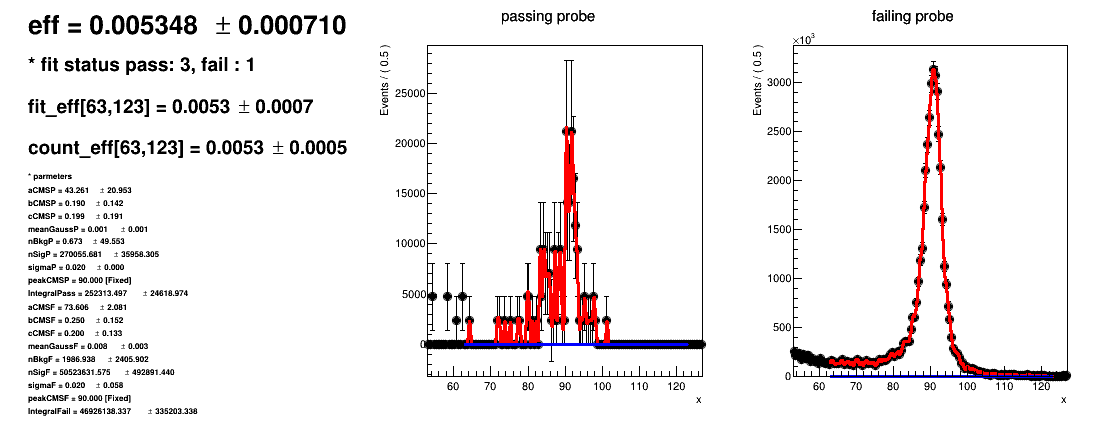 eff = 0.005348 ± 0.000710
* fit status pass: 3, fail : 1
fit_eff[63,123] = 0.0053 ± 0.0007
count_eff[63,123] = 0.0053 ± 0.0005
* parmeters
aCMSP = 43.261 ± 20.953
bCMSP = 0.190 ± 0.142
cCMSP = 0.199 ± 0.191
meanGaussP = 0.001 ± 0.001
nBkgP = 0.673 ± 49.553
nSigP = 270055.681 ± 35958.305
sigmaP = 0.020 ± 0.000
peakCMSP = 90.000 [Fixed]
IntegralPass = 252313.497 ± 24618.974
aCMSF = 73.606 ± 2.081
bCMSF = 0.250 ± 0.152
cCMSF = 0.200 ± 0.133
meanGaussF = 0.008 ± 0.003
nBkgF = 1986.938 ± 2405.902
nSigF = 50523631.575 ± 492891.440
sigmaF = 0.020 ± 0.058
peakCMSF = 90.000 [Fixed]
IntegralFail = 46926138.337 ± 335203.338
passing probe
Events / ( 0.5 )
25000
20000
15000
10000
5000
0
60 70 80 90 100 110 120
x
failing probe
×10³
Events / ( 0.5 )
3000
2500
2000
1500
1000
500
0
60 70 80 90 100 110 120
x